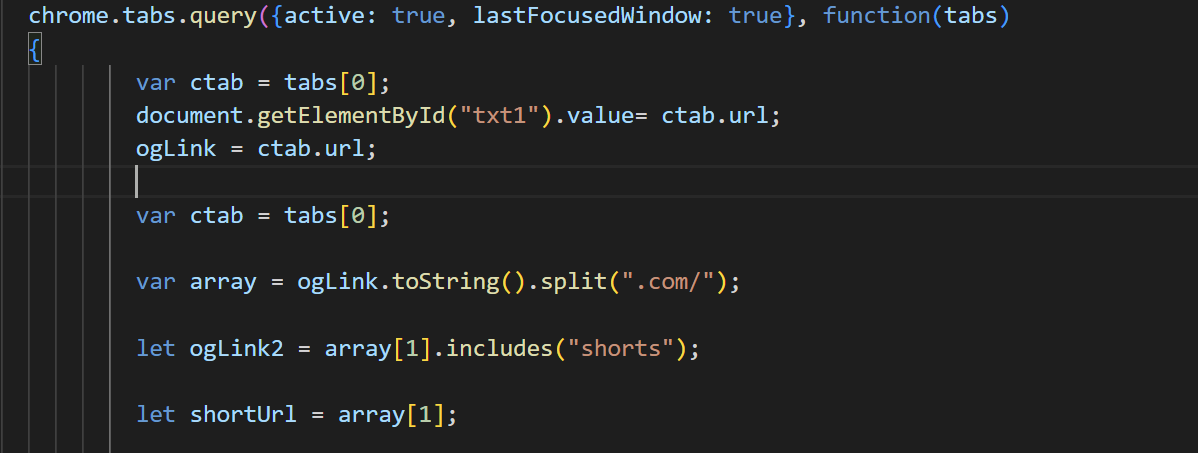 chrome.tabs.query({active: true, lastFocusedWindow: true}, function(tabs)
{
var ctab = tabs[0];
document.getElementById("txt1").value= ctab.url;
ogLink = ctab.url;
var ctab = tabs[0];
var array = ogLink.toString().split(".com/");
let ogLink2 = array[1].includes("shorts");
let shortUrl = array[1];